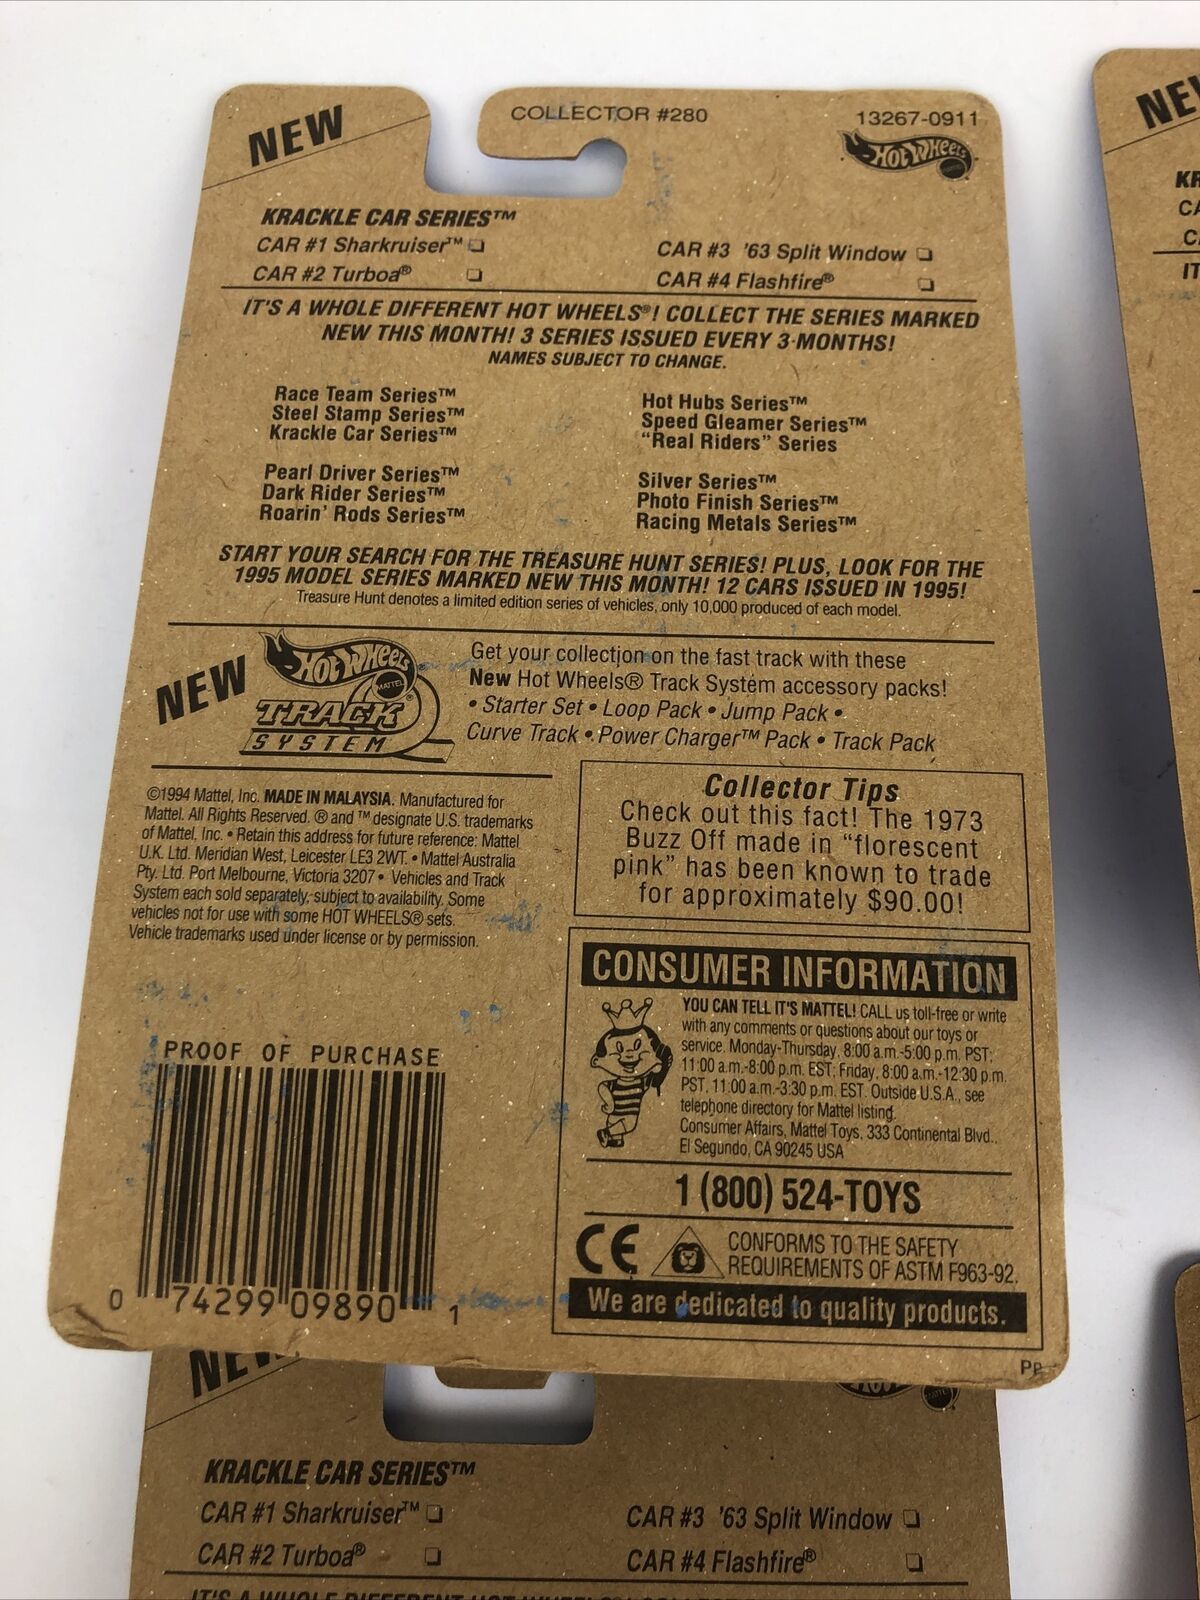 NEW
COLLECTOR #280
13267-0911
HOT WHEELS
KRACKLE CAR SERIES™
CAR #1 Sharkruiser™ ❏
CAR #2 Turboa® ❏
CAR #3 '63 Split Window ❏
CAR #4 Flashfire® ❏
IT'S A WHOLE DIFFERENT HOT WHEELS®! COLLECT THE SERIES MARKED
NEW THIS MONTH! 3 SERIES ISSUED EVERY 3-MONTHS!
NAMES SUBJECT TO CHANGE.
Race Team Series™
Steel Stamp Series™
Krackle Car Series™
Hot Hubs Series™
Speed Gleamer Series™
"Real Riders" Series
Pearl Driver Series™
Dark Rider Series™
Roarin' Rods Series™
Silver Series™
Photo Finish Series™
Racing Metals Series™
START YOUR SEARCH FOR THE TREASURE HUNT SERIES! PLUS, LOOK FOR THE
1995 MODEL SERIES MARKED NEW THIS MONTH! 12 CARS ISSUED IN 1995!
Treasure Hunt denotes a limited edition series of vehicles, only 10,000 produced of each model.
NEW
HOT WHEELS®
MATTEL
TRACK®
SYSTEM
Get your collection on the fast track with these
New Hot Wheels® Track System accessory packs!
• Starter Set • Loop Pack • Jump Pack •
Curve Track • Power Charger™ Pack • Track Pack
©1994 Mattel, Inc. MADE IN MALAYSIA. Manufactured for
Mattel. All Rights Reserved. ® and ™ designate U.S. trademarks
of Mattel, Inc. • Retain this address for future reference: Mattel
U.K. Ltd. Meridian West, Leicester LE3 2WT. • Mattel Australia
Pty. Ltd. Port Melbourne, Victoria 3207 • Vehicles and Track
System each sold separately, subject to availability. Some
vehicles not for use with some HOT WHEELS® sets.
Vehicle trademarks used under license or by permission.
Collector Tips
Check out this fact! The 1973
Buzz Off made in "florescent
pink" has been known to trade
for approximately $90.00!
CONSUMER INFORMATION
YOU CAN TELL IT'S MATTEL! CALL us toll-free or write
with any comments or questions about our toys or
service. Monday-Thursday, 8:00 a.m.-5:00 p.m. PST;
11:00 a.m.-8:00 p.m. EST; Friday, 8:00 a.m.-12:30 p.m.
PST, 11:00 a.m.-3:30 p.m. EST. Outside U.S.A., see
telephone directory for Mattel listing.
Consumer Affairs, Mattel Toys, 333 Continental Blvd.,
El Segundo, CA 90245 USA
1 (800) 524-TOYS
CE
CONFORMS TO THE SAFETY
REQUIREMENTS OF ASTM F963-92.
We are dedicated to quality products.
PROOF OF PURCHASE
0 74299 09890 1
NEW
KRACKLE CAR SERIES™
CAR #1 Sharkruiser™ ❏
CAR #2 Turboa® ❏
CAR #3 '63 Split Window ❏
CAR #4 Flashfire® ❏
IT'S A WHOLE DIFFERENT HOT WHEELS